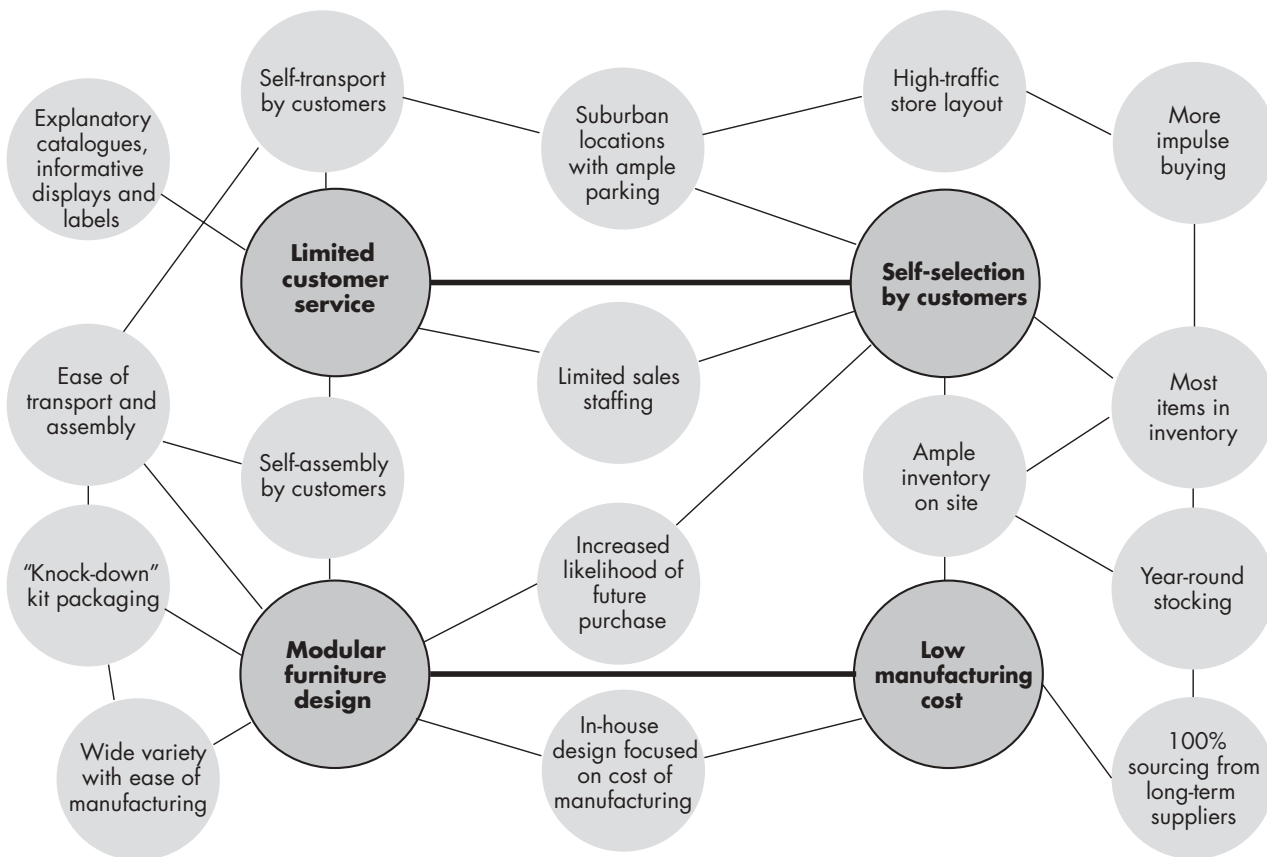 Self-transport
by customers
High-traffic
store layout
Explanatory
catalogues,
informative
displays and
labels
Suburban
locations
with ample
parking
More
impulse
buying
Limited
customer
service
Self-selection
by customers
Ease of
transport and
assembly
Limited sales
staffing
Most
items in
inventory
Self-assembly
by customers
Ample
inventory
on site
“Knock-down”
kit packaging
Increased
likelihood of
future
purchase
Year-round
stocking
Modular
furniture
design
Low
manufacturing
cost
Wide variety
with ease of
manufacturing
In-house
design focused
on cost of
manufacturing
100%
sourcing from
long-term
suppliers